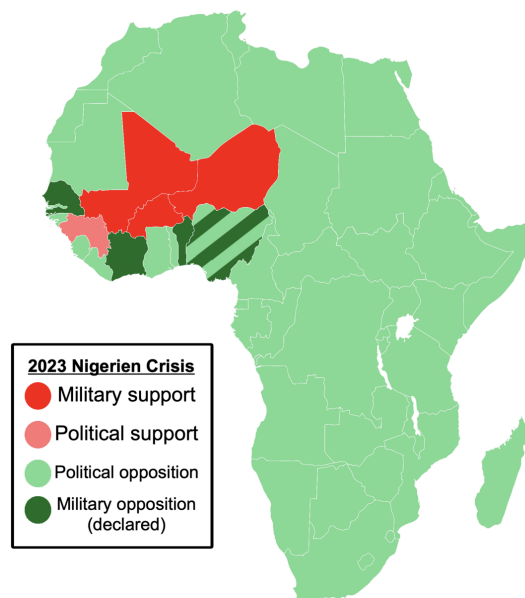 2023 Nigerien Crisis
Military support
Political support
Political opposition
Military opposition
(declared)